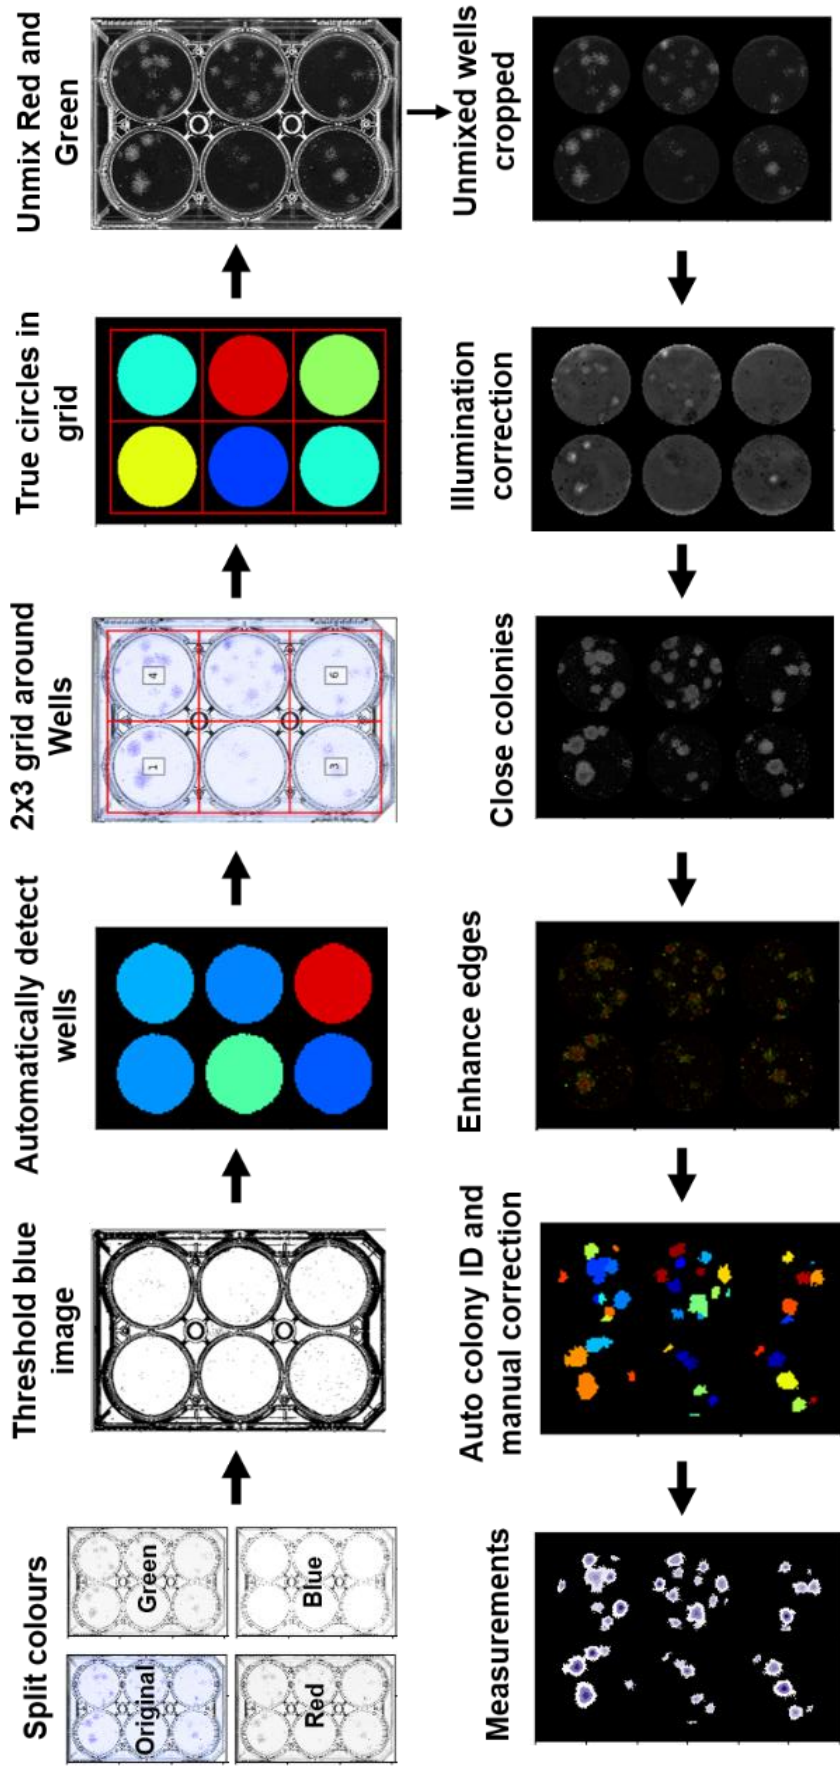 Split colours
Original
Green
Red
Blue
Threshold blue
image
Automatically detect
wells
2x3 grid around
Wells
1
4
3
6
True circles in
grid
Unmix Red and
Green
Unmixed wells
cropped
Illumination
correction
Close colonies
Enhance edges
Auto colony ID and
manual correction
Measurements